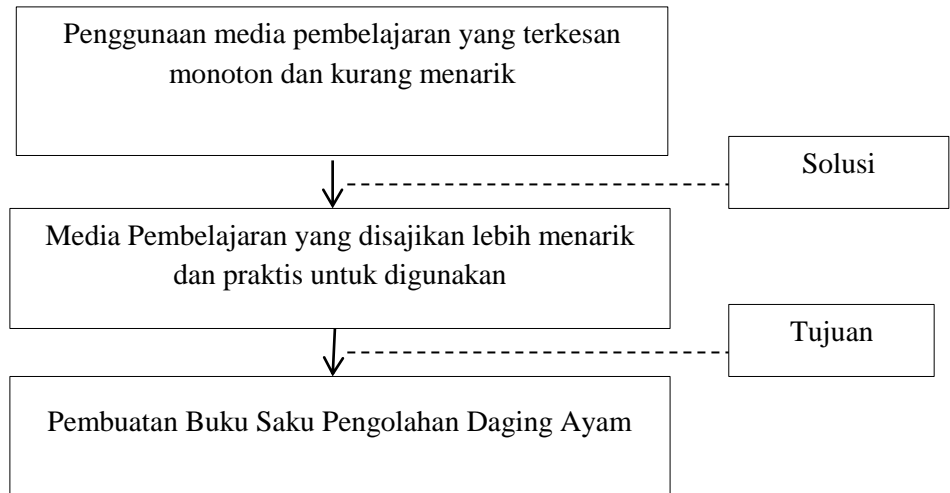 Penggunaan media pembelajaran yang terkesan
monoton dan kurang menarik
Solusi
Media Pembelajaran yang disajikan lebih menarik
dan praktis untuk digunakan
Tujuan
Pembuatan Buku Saku Pengolahan Daging Ayam